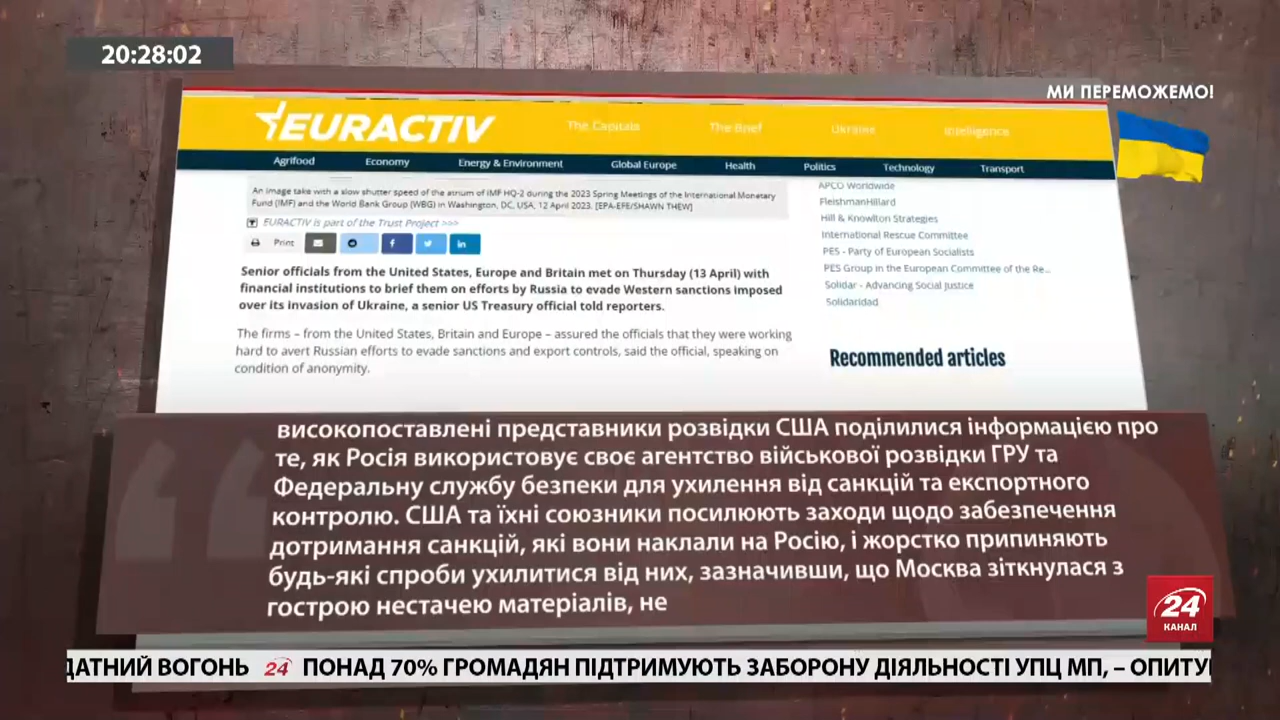 20:28:02
МИ ПЕРЕМОЖЕМО!
EURACTIV
The Capitals The Brief Ukraine Intelligence
Agrifood Economy Energy & Environment Global Europe Health Politics Technology Transport
An image take with a slow shutter speed of the atrium of IMF HQ-2 during the 2023 Spring Meetings of the International Monetary
Fund (IMF) and the World Bank Group (WBG) in Washington, DC, USA, 12 April 2023. [EPA-EFE/SHAWN THEW]
EURACTIV is part of the Trust Project >>>
Print
Senior officials from the United States, Europe and Britain met on Thursday (13 April) with
financial institutions to brief them on efforts by Russia to evade Western sanctions imposed
over its invasion of Ukraine, a senior US Treasury official told reporters.
The firms – from the United States, Britain and Europe – assured the officials that they were working
hard to avert Russian efforts to evade sanctions and export controls, said the official, speaking on
condition of anonymity.
APCO Worldwide
FleishmanHillard
Hill & Knowlton Strategies
International Rescue Committee
PES - Party of European Socialists
PES Group in the European Committee of the Re...
Solidar - Advancing Social Justice
Solidaridad
Recommended articles
високопоставлені представники розвідки США поділилися інформацією про
те, як Росія використовує своє агентство військової розвідки ГРУ та
Федеральну службу безпеки для ухилення від санкцій та експортного
контролю. США та їхні союзники посилюють заходи щодо забезпечення
дотримання санкцій, які вони наклали на Росію, і жорстко припиняють
будь-які спроби ухилитися від них, зазначивши, що Москва зіткнулася з
гострою нестачею матеріалів, не
24
КАНАЛ
ДАТНИЙ ВОГОНЬ 24 ПОНАД 70% ГРОМАДЯН ПІДТРИМУЮТЬ ЗАБОРОНУ ДІЯЛЬНОСТІ УПЦ МП, – ОПИТУ